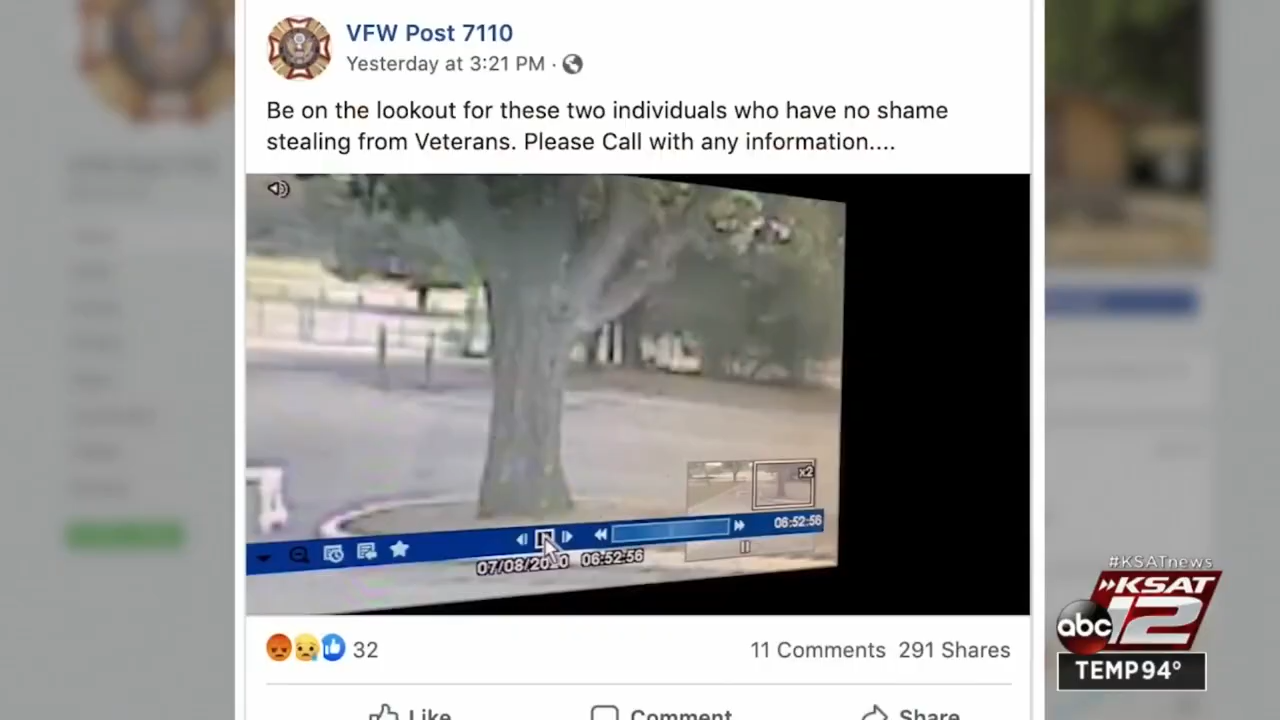 VFW Post 7110
Yesterday at 3:21 PM ·
Be on the lookout for these two individuals who have no shame
stealing from Veterans. Please Call with any information....
x2
06:52:56
07/08/2020 06:52:56
32
11 Comments 291 Shares
Like Comment Share
#KSATnews
KSAT
abc 12
TEMP 94°